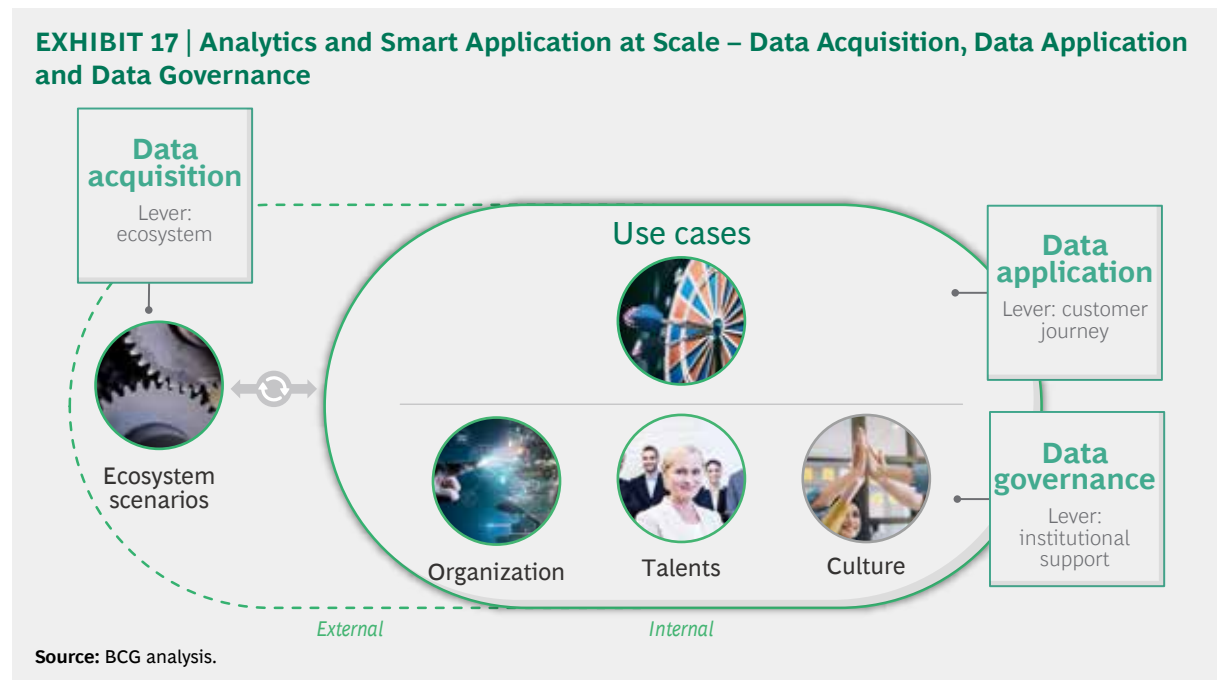 EXHIBIT 17 | Analytics and Smart Application at Scale – Data Acquisition, Data Application
and Data Governance
Data
acquisition
Lever:
ecosystem
Use cases
Data
application
Lever: customer
journey
Ecosystem
scenarios
Organization
Talents
Culture
Data
governance
Lever:
institutional
support
External
Internal
Source: BCG analysis.